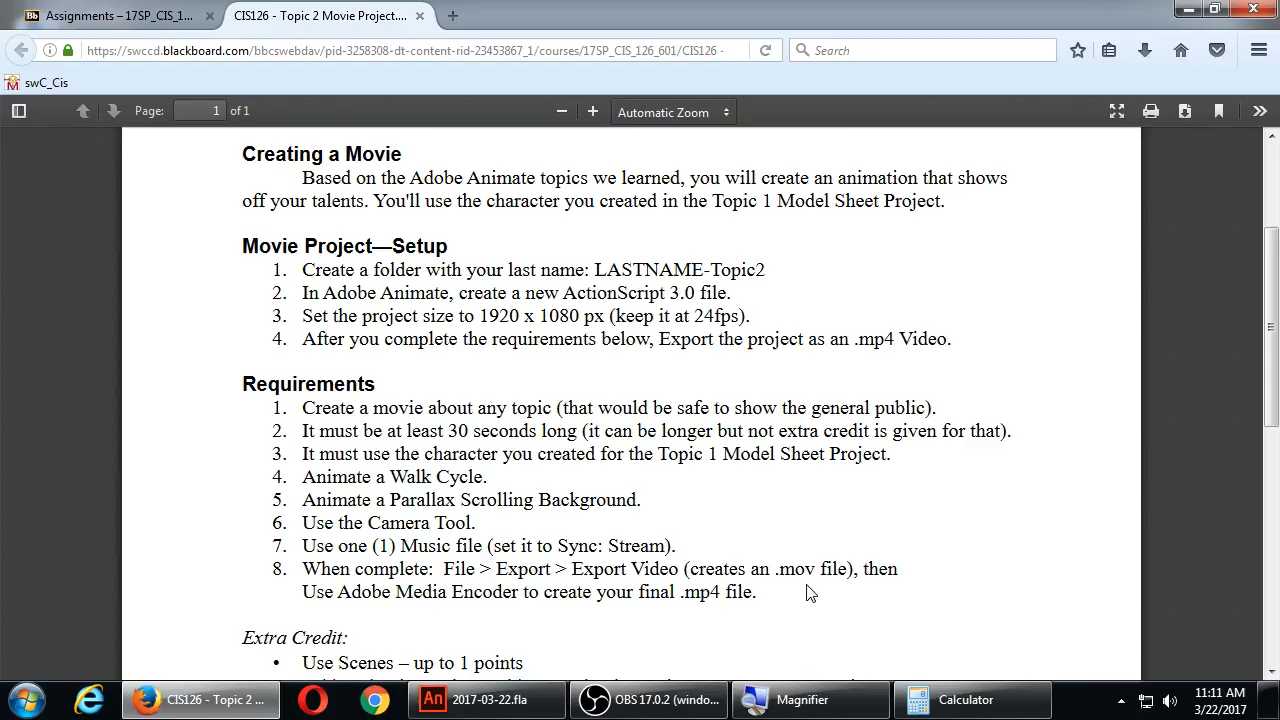 Bb Assignments – 17SP_CIS_1... ×
CIS126 - Topic 2 Movie Project.... ×
https://swccd.blackboard.com/bbcswebdav/pid-3258308-dt-content-rid-23453867_1/courses/17SP_CIS_126_601/CIS126 -
Search
swC_Cis
Page: 1 of 1
Automatic Zoom
Creating a Movie
Based on the Adobe Animate topics we learned, you will create an animation that shows
off your talents. You'll use the character you created in the Topic 1 Model Sheet Project.
Movie Project—Setup
1. Create a folder with your last name: LASTNAME-Topic2
2. In Adobe Animate, create a new ActionScript 3.0 file.
3. Set the project size to 1920 x 1080 px (keep it at 24fps).
4. After you complete the requirements below, Export the project as an .mp4 Video.
Requirements
1. Create a movie about any topic (that would be safe to show the general public).
2. It must be at least 30 seconds long (it can be longer but not extra credit is given for that).
3. It must use the character you created for the Topic 1 Model Sheet Project.
4. Animate a Walk Cycle.
5. Animate a Parallax Scrolling Background.
6. Use the Camera Tool.
7. Use one (1) Music file (set it to Sync: Stream).
8. When complete: File > Export > Export Video (creates an .mov file), then
Use Adobe Media Encoder to create your final .mp4 file.
Extra Credit:
• Use Scenes – up to 1 points
CIS126 - Topic 2 ...
An 2017-03-22.fla
OBS 17.0.2 (windo...
Magnifier
Calculator
11:11 AM
3/22/2017